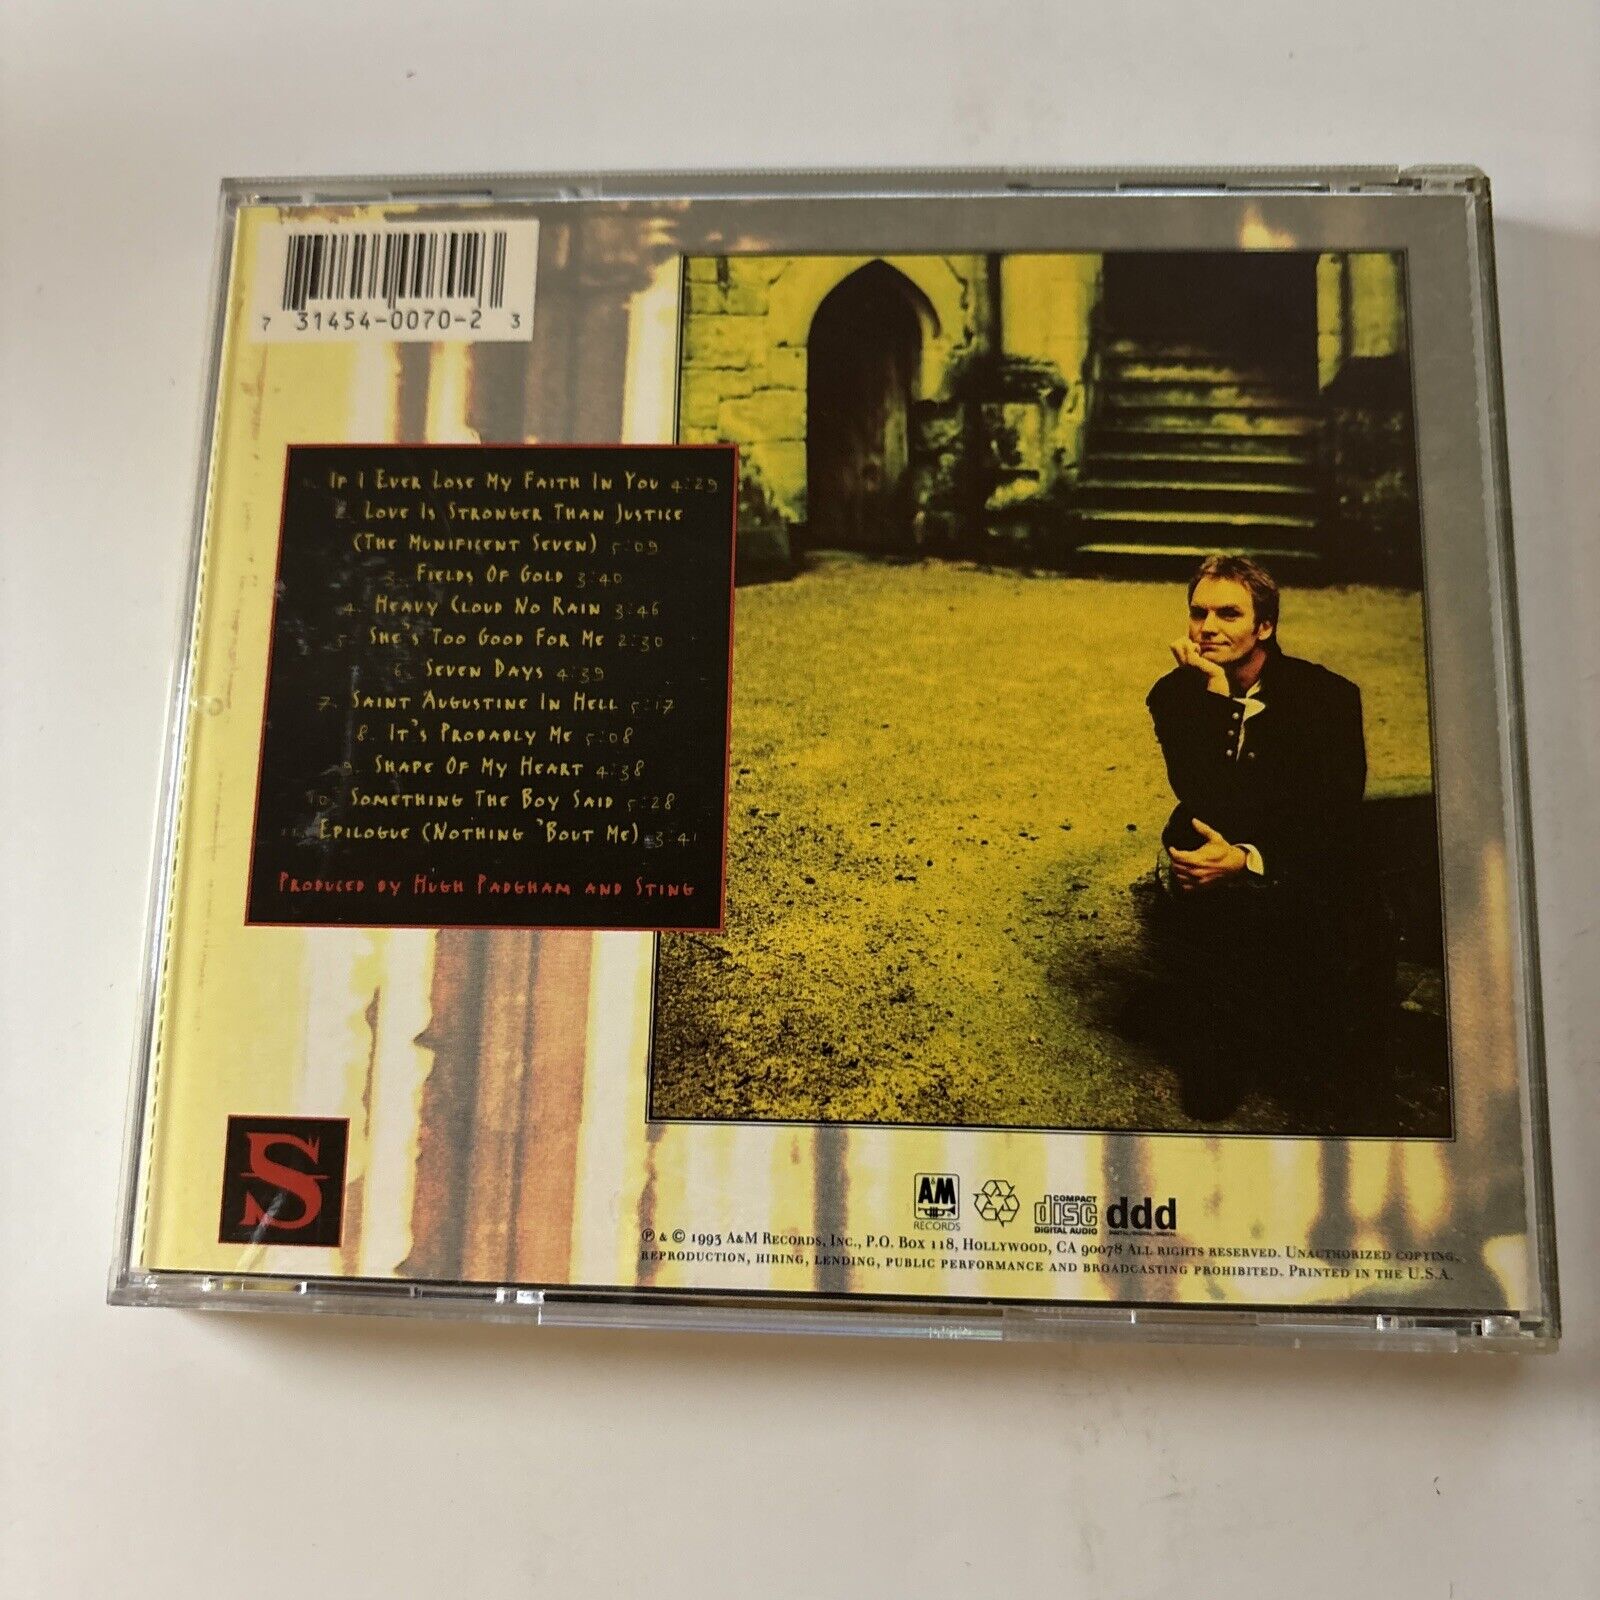 7 31454-0070-2 3
1. If I Ever Lose My Faith In You 4:29
2. Love Is Stronger Than Justice
(The Munificent Seven) 5:09
3. Fields Of Gold 3:40
4. Heavy Cloud No Rain 3:46
5. She's Too Good For Me 2:30
6. Seven Days 4:39
7. Saint Augustine In Hell 5:17
8. It's Probably Me 5:08
9. Shape Of My Heart 4:38
10. Something The Boy Said 5:28
11. Epilogue (Nothing 'Bout Me) 3:41
Produced by Hugh Padgham and Sting
S
A&M
RECORDS
COMPACT
disc
DIGITAL AUDIO
ddd
DIGITAL/DIGITAL/DIGITAL
℗ & © 1993 A&M Records, Inc., P.O. Box 118, Hollywood, CA 90078 All rights reserved. Unauthorized copying,
reproduction, hiring, lending, public performance and broadcasting prohibited. Printed in the U.S.A.